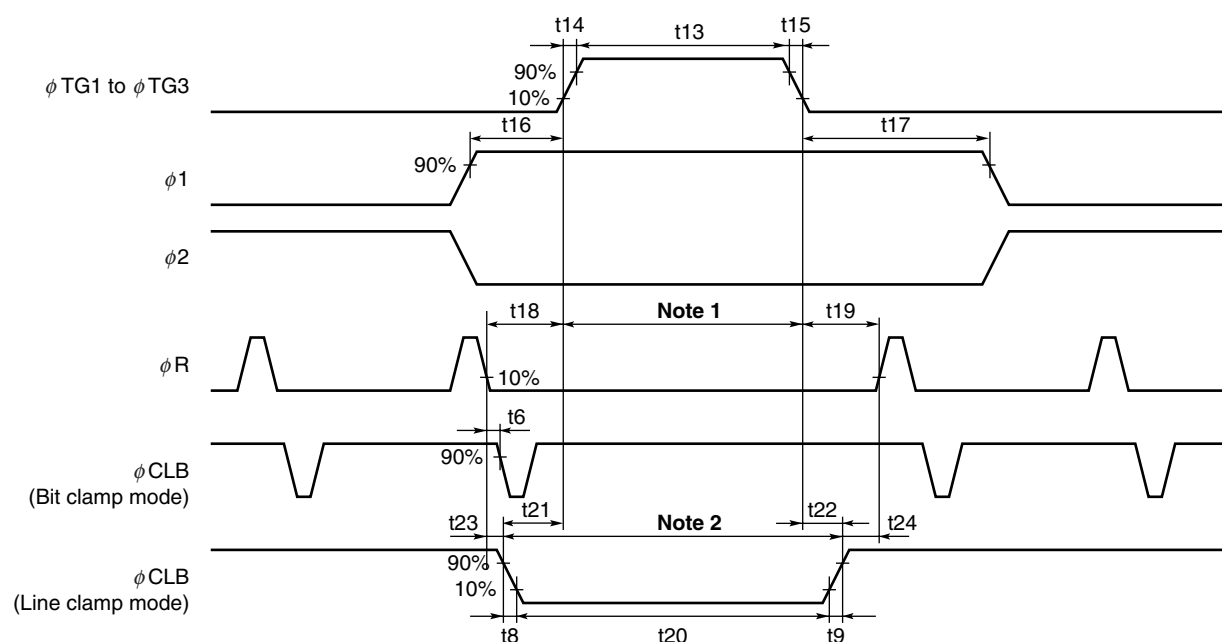 t14 t13 t15
90%
φTG1 to φTG3
10%
t16 t17
90%
φ1
φ2
t18 Note 1 t19
φR
10%
t6
90%
φCLB
(Bit clamp mode)
t21 t22
t23 Note 2 t24
90%
φCLB
10%
(Line clamp mode)
t8 t20 t9